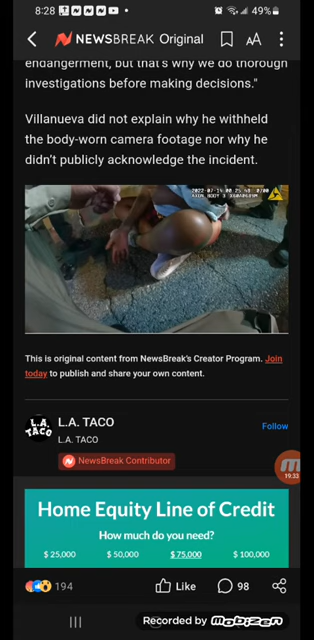 8:28 49%
NEWSBREAK Original AA
endangerment, but that's why we do thorough
investigations before making decisions."
Villanueva did not explain why he withheld
the body-worn camera footage nor why he
didn't publicly acknowledge the incident.
This is original content from NewsBreak's Creator Program. Join
today to publish and share your own content.
L.A.
TACO
L.A. TACO
L.A. TACO
Follow
NewsBreak Contributor
19:33
Home Equity Line of Credit
How much do you need?
$ 25,000 $ 50,000 $ 75,000 $ 100,000
194 Like 98
Recorded by mobizen